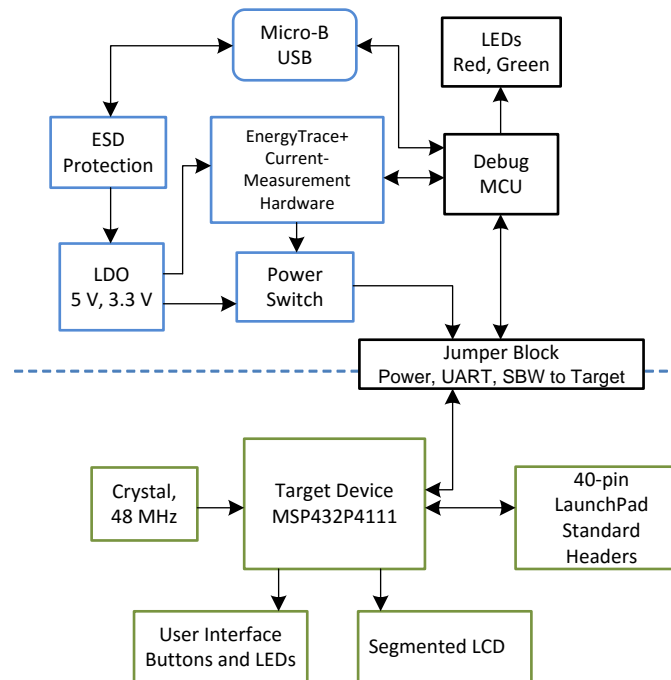 Micro-B
USB
LEDs
Red, Green
ESD
Protection
EnergyTrace+
Current-
Measurement
Hardware
Debug
MCU
LDO
5 V, 3.3 V
Power
Switch
Jumper Block
Power, UART, SBW to Target
Crystal,
48 MHz
Target Device
MSP432P4111
40-pin
LaunchPad
Standard
Headers
User Interface
Buttons and LEDs
Segmented LCD